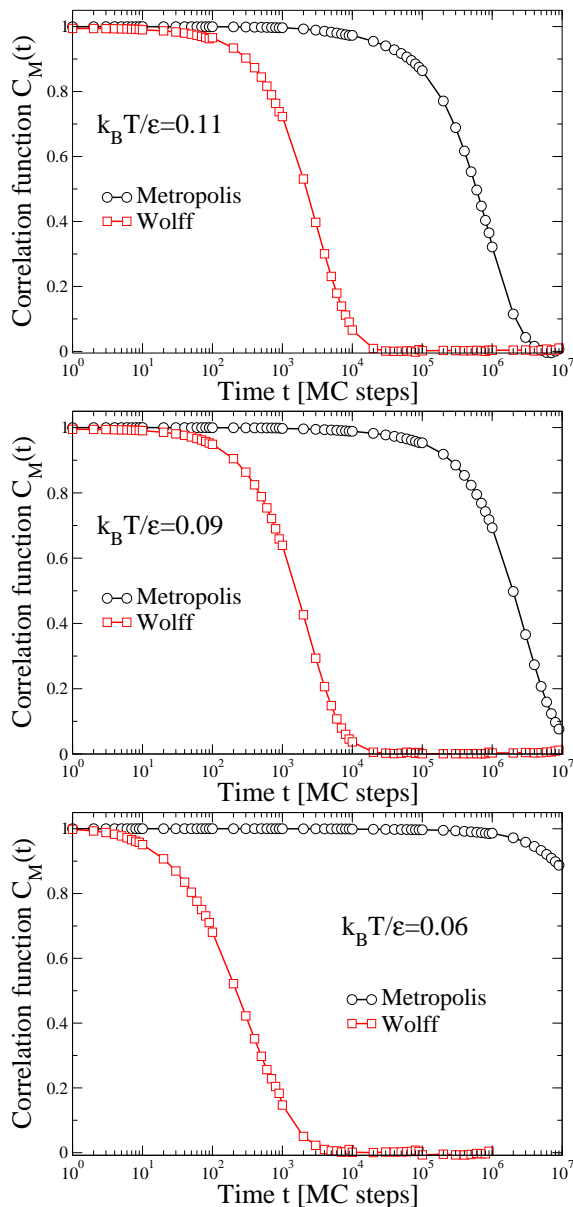 1
0.8
0.6
0.4
0.2
0
Correlation function C_M(t)
k_BT/ε=0.11
Metropolis
Wolff
10^0 10^1 10^2 10^3 10^4 10^5 10^6 10^7
Time t [MC steps]
1
0.8
0.6
0.4
0.2
0
Correlation function C_M(t)
k_BT/ε=0.09
Metropolis
Wolff
10^0 10^1 10^2 10^3 10^4 10^5 10^6 10^7
Time t [MC steps]
1
0.8
0.6
0.4
0.2
0
Correlation function C_M(t)
k_BT/ε=0.06
Metropolis
Wolff
10^0 10^1 10^2 10^3 10^4 10^5 10^6 10^7
Time t [MC steps]